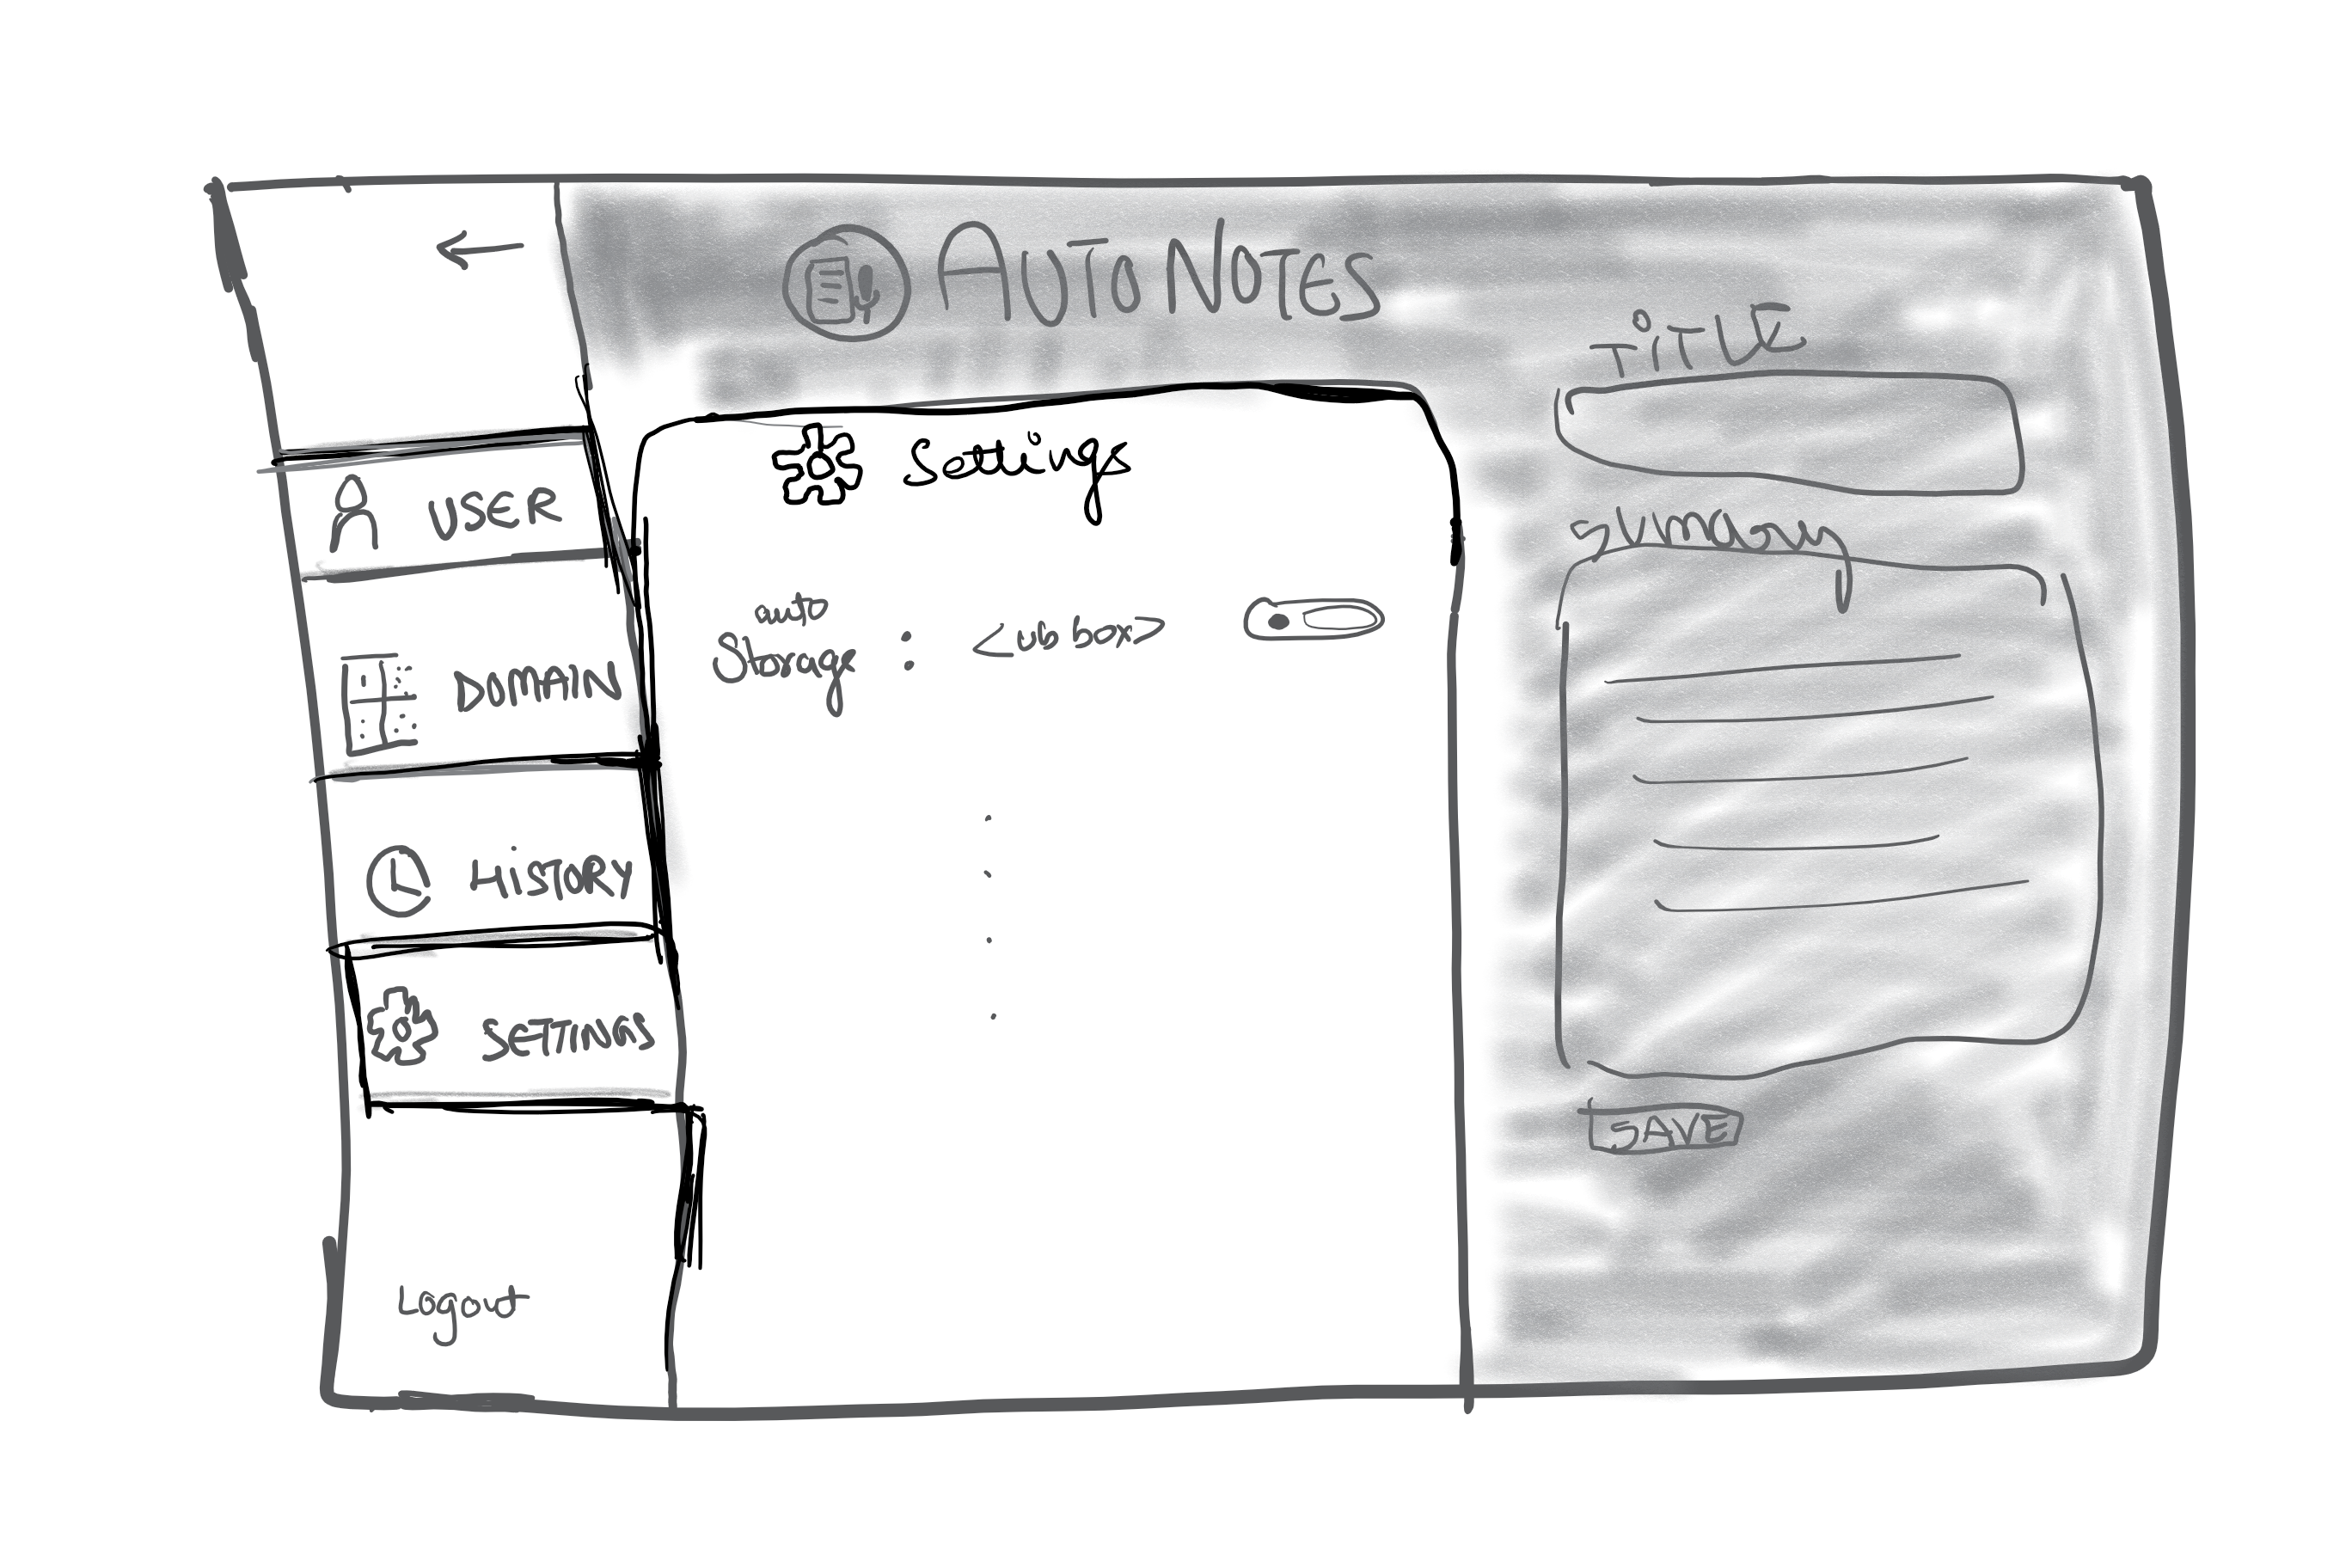 AUTO NOTES
USER
DOMAIN
HISTORY
SETTINGS
Logout
Settings
auto
Storage : <ub box>
TiTLE
Summary
SAVE